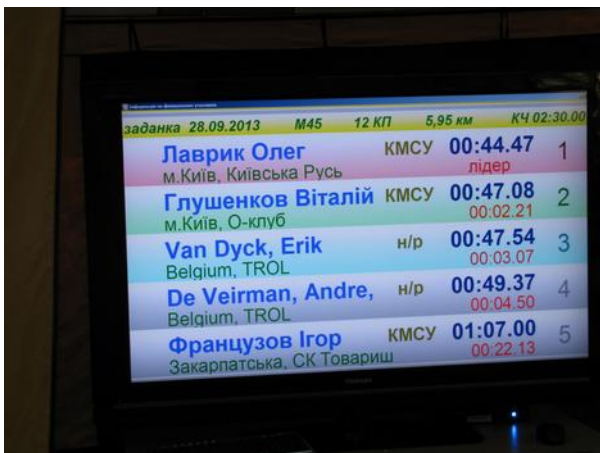 заданка 28.09.2013 M45 12 КП 5,95 км КЧ 02:30.00
Лаврик Олег КМСУ 00:44.47 1
м.Київ, Київська Русь лідер
Глушенков Віталій КМСУ 00:47.08 2
м.Київ, О-клуб 00:02.21
Van Dyck, Erik н/р 00:47.54 3
Belgium, TROL 00:03.07
De Veirman, Andre, н/р 00:49.37 4
Belgium, TROL 00:04.50
Французов Ігор КМСУ 01:07.00 5
Закарпатська, СК Товариш 00:22.13